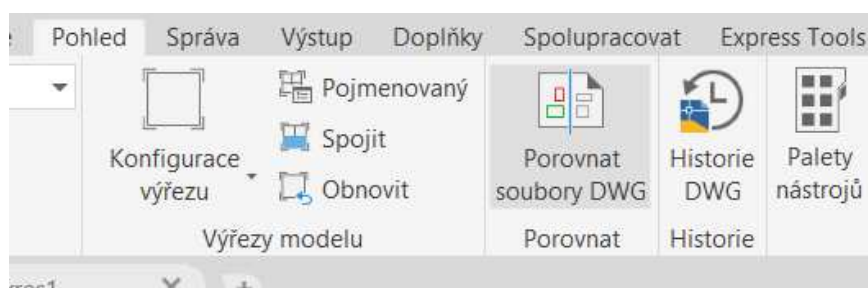 Pohled Správa Výstup Doplňky Spolupracovat Express Tools
Konfigurace výřezu
Pojmenovaný
Spojit
Obnovit
Výřezy modelu
Porovnat
soubory DWG
Porovnat
Historie
DWG
Historie
Palety
nástrojů